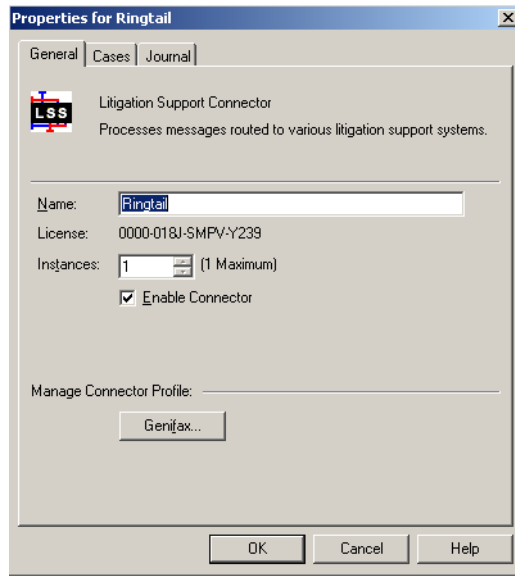 Properties for Ringtail
General Cases Journal
LSS
Litigation Support Connector
Processes messages routed to various litigation support systems.
Name: Ringtail
License: 0000-018J-SMPV-Y239
Instances: 1 (1 Maximum)
Enable Connector
Manage Connector Profile:
Genifax...
OK Cancel Help